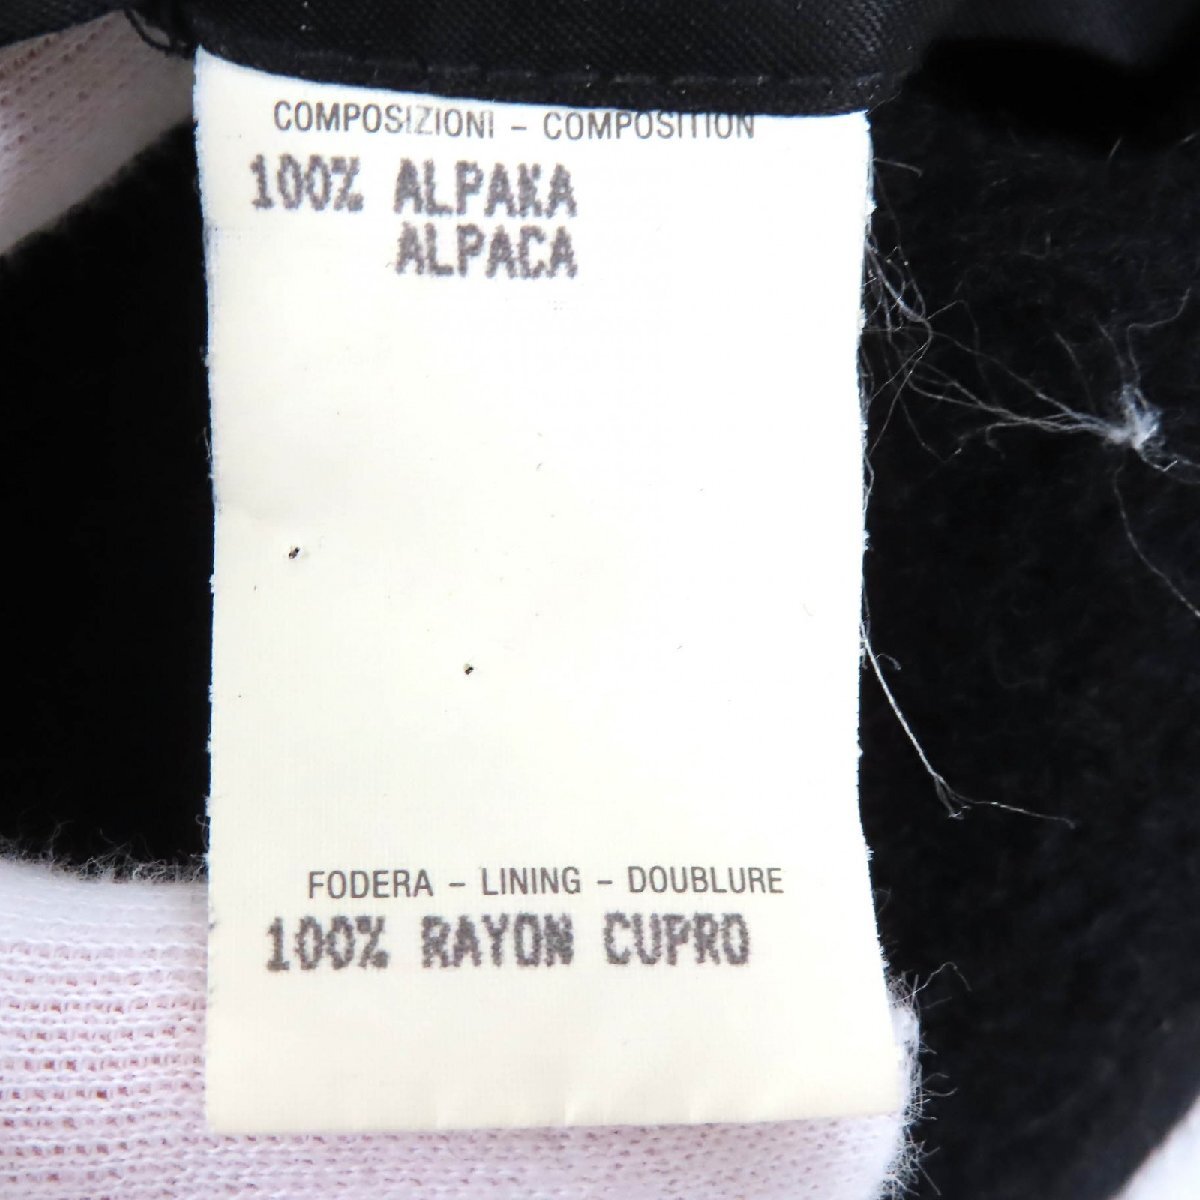 COMPOSIZIONI - COMPOSITION
100% ALPAKA
ALPACA
FODERA - LINING - DOUBLURE
100% RAYON CUPRO